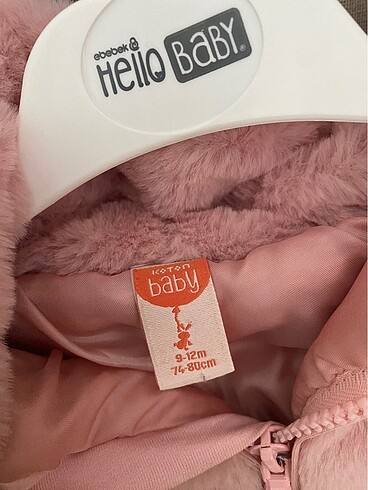 ebebek
Hello BaBY®
KOTON
baby
9-12m
74-80cm